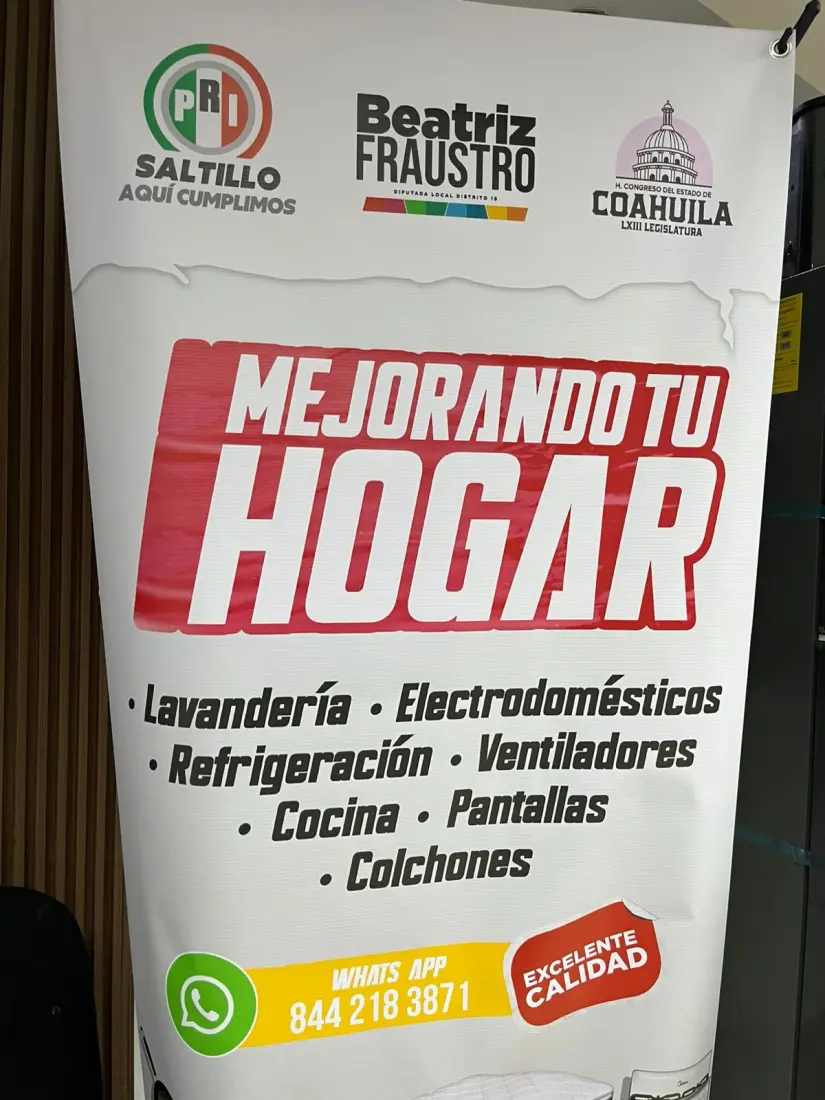 PRI
SALTILLO
AQUÍ CUMPLIMOS
Beatriz
FRAUSTRO
DIPUTADA LOCAL DISTRITO 15
H. CONGRESO DEL ESTADO DE
COAHUILA
LXIII LEGISLATURA
MEJORANDO TU
HOGAR
• Lavandería • Electrodomésticos
• Refrigeración • Ventiladores
• Cocina • Pantallas
• Colchones
WHATS APP
844 218 3871
EXCELENTE
CALIDAD